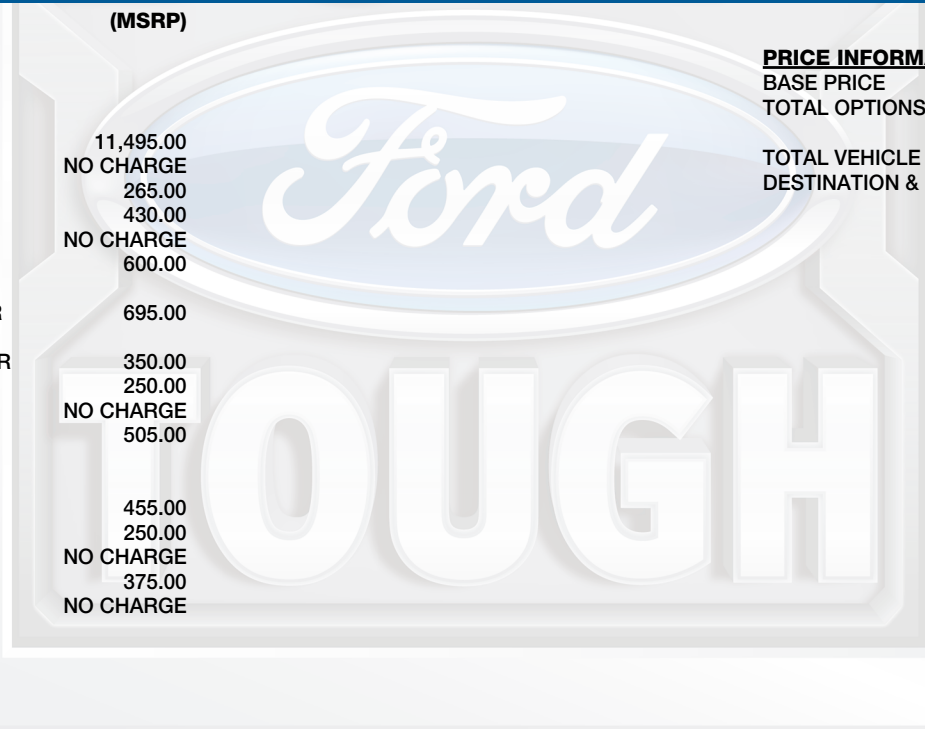 (MSRP)
11,495.00
NO CHARGE
265.00
430.00
NO CHARGE
600.00
R 695.00
R 350.00
250.00
NO CHARGE
505.00
455.00
250.00
NO CHARGE
375.00
NO CHARGE
PRICE INFORMA
BASE PRICE
TOTAL OPTIONS
TOTAL VEHICLE
DESTINATION &
Ford
TOUGH